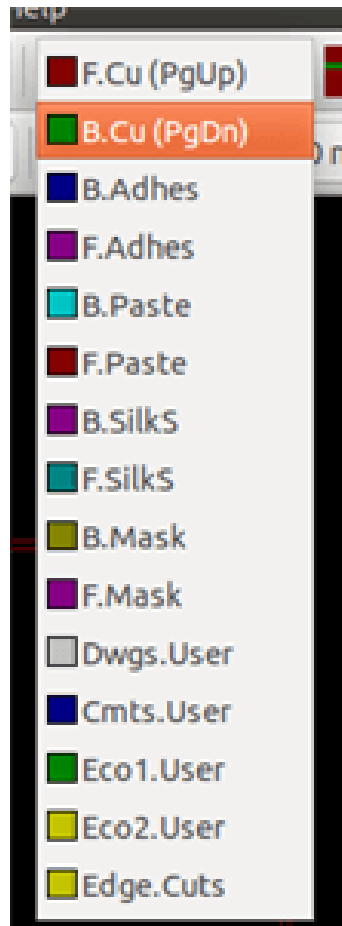 Help
F.Cu (PgUp)
B.Cu (PgDn)
B.Adhes
F.Adhes
B.Paste
F.Paste
B.SilkS
F.SilkS
B.Mask
F.Mask
Dwgs.User
Cmts.User
Eco1.User
Eco2.User
Edge.Cuts